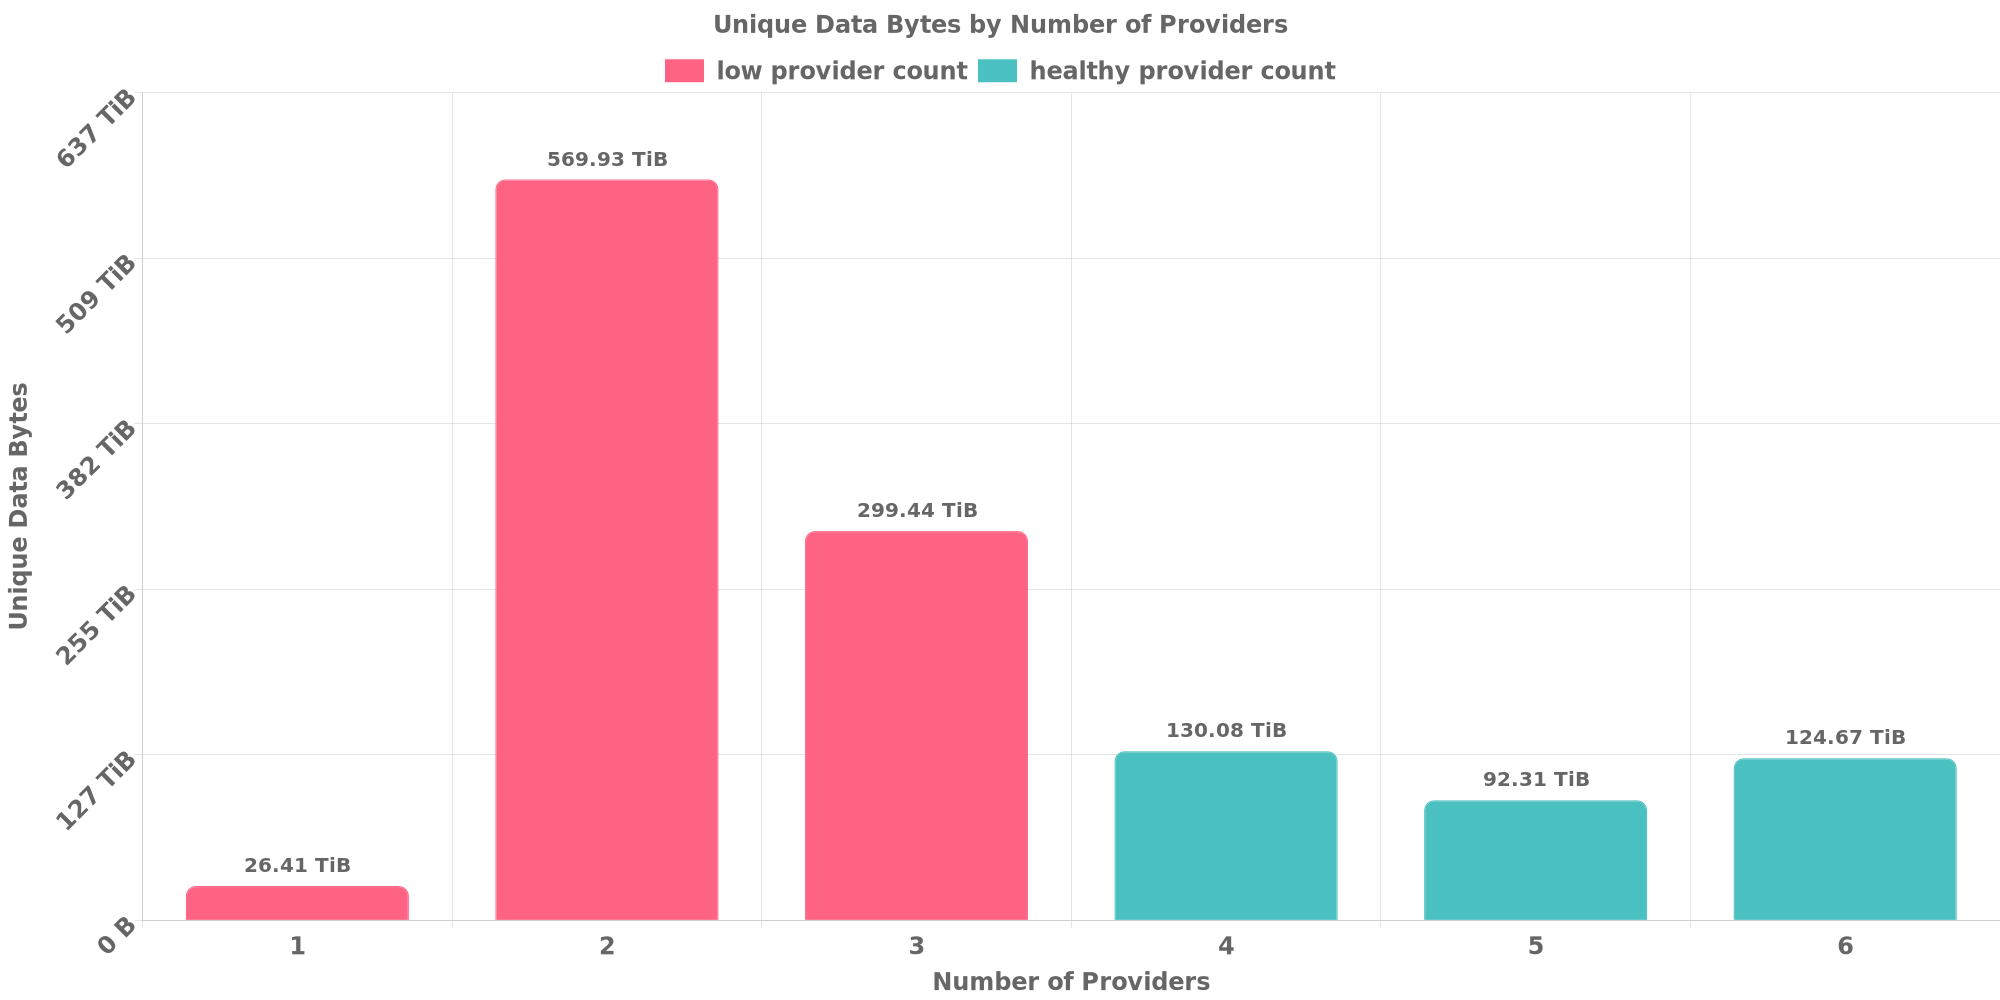 Unique Data Bytes by Number of Providers
low provider count healthy provider count
637 TiB
509 TiB
382 TiB
255 TiB
127 TiB
0 B
Unique Data Bytes
26.41 TiB
569.93 TiB
299.44 TiB
130.08 TiB
92.31 TiB
124.67 TiB
1 2 3 4 5 6
Number of Providers